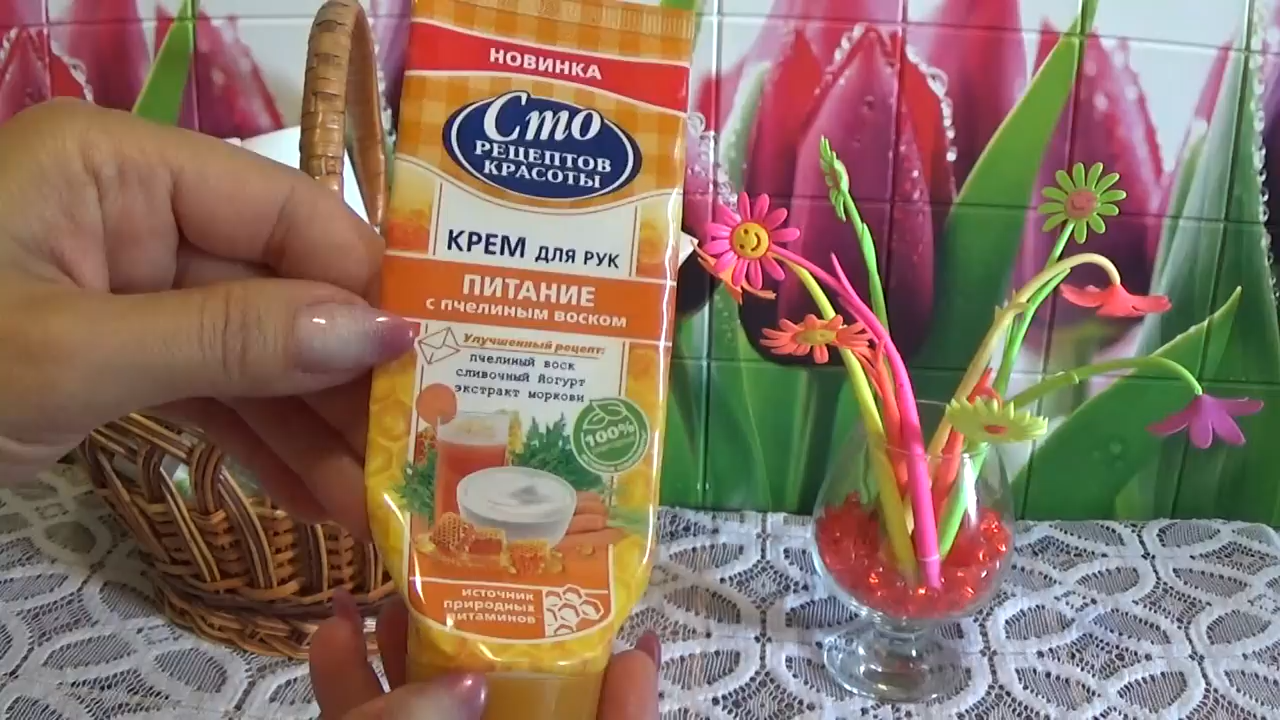 НОВИНКА
Сто
РЕЦЕПТОВ
КРАСОТЫ
КРЕМ ДЛЯ РУК
ПИТАНИЕ
С ПЧЕЛИНЫМ ВОСКОМ
Улучшенный рецепт:
пчелиный воск
сливочный йогурт
экстракт моркови
100%
ИСТОЧНИК
ПРИРОДНЫХ
ВИТАМИНОВ